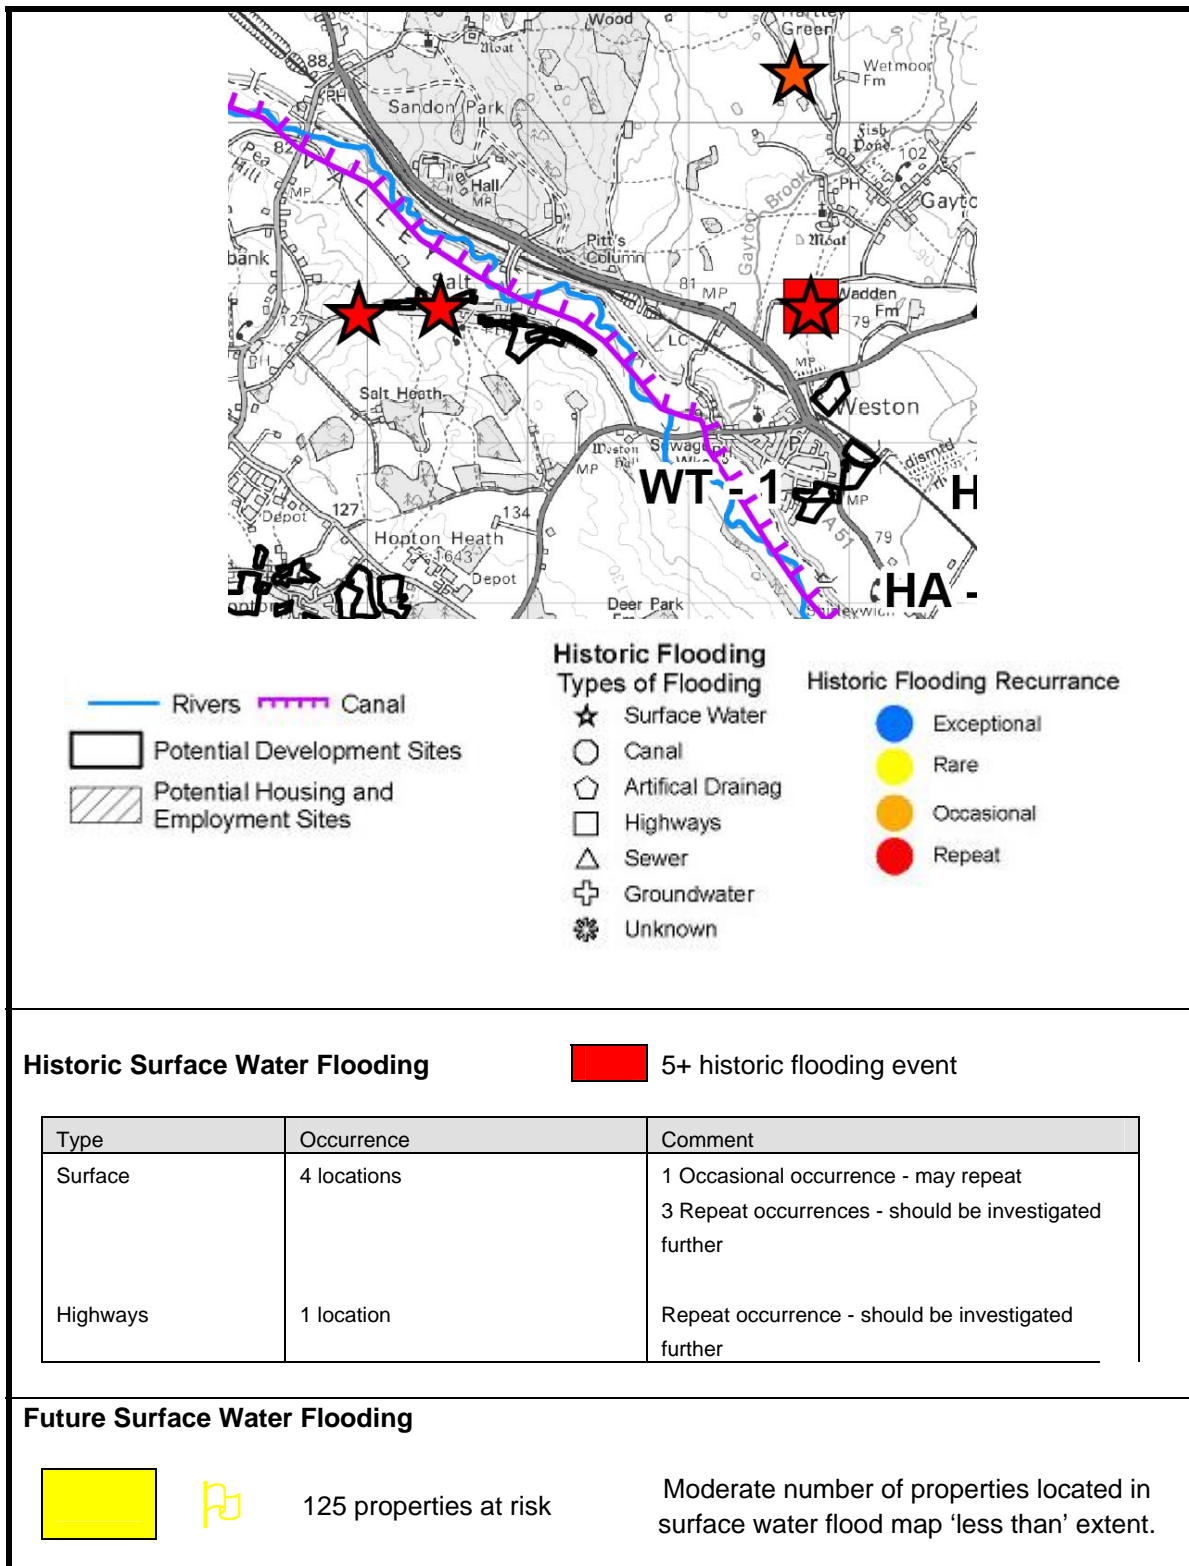 Wood
Moat
Green
Wetmoor
Fm
88
PH
Sandon Park
Fish
Pond
102
82
Pea
Hill
MP
VALLEY
Hall
MP
PH
Gayton Brook
Moat
Pitt's
Column
bank
Salt
81
MP
Wadden
Fm
79
127
PH
LC
MP
Salt Heath
Weston
Weston
Hall
Sewage
MP
dismtd
WT - 1
MP
H
A 51
79
127
134
Depot
Hopton Heath
1643
Depot
Deer Park
HA -
Rivers
Canal
Potential Development Sites
Potential Housing and
Employment Sites
Historic Flooding
Types of Flooding
Surface Water
Canal
Artifical Drainag
Highways
Sewer
Groundwater
Unknown
Historic Flooding Recurrance
Exceptional
Rare
Occasional
Repeat
Historic Surface Water Flooding
5+ historic flooding event
Type Occurrence Comment
Surface 4 locations 1 Occasional occurrence - may repeat
3 Repeat occurrences - should be investigated
further
Highways 1 location Repeat occurrence - should be investigated
further
Future Surface Water Flooding
125 properties at risk
Moderate number of properties located in
surface water flood map ‘less than’ extent.